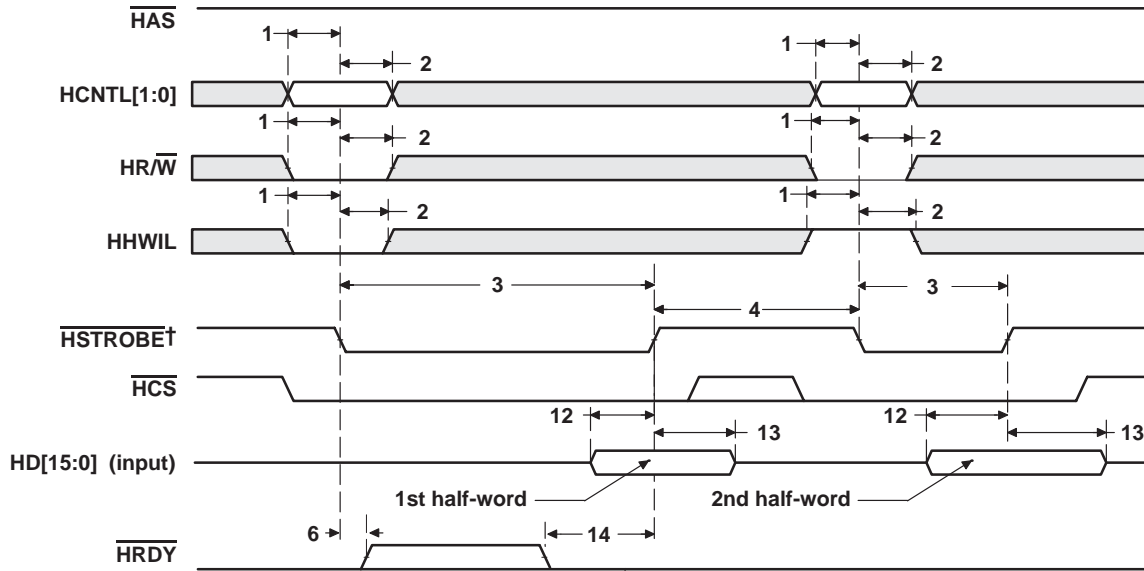 HAS
1
1
2
2
HCNTL[1:0]
1
1
2
2
HR/W
1
1
2
2
HHWIL
3
3
4
HSTROBE†
HCS
12
12
13
13
HD[15:0] (input)
1st half-word
2nd half-word
6
14
HRDY